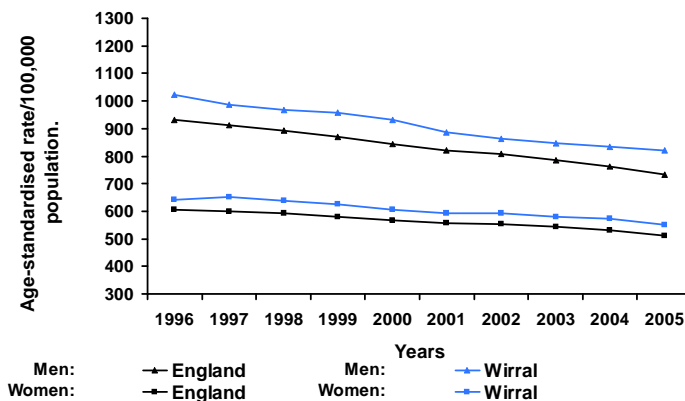 1300
1200
1100
1000
900
800
700
600
500
400
300
Age-standardised rate/100,000
population.
1996 1997 1998 1999 2000 2001 2002 2003 2004 2005
Years
Men: England Men: Wirral
Women: England Women: Wirral